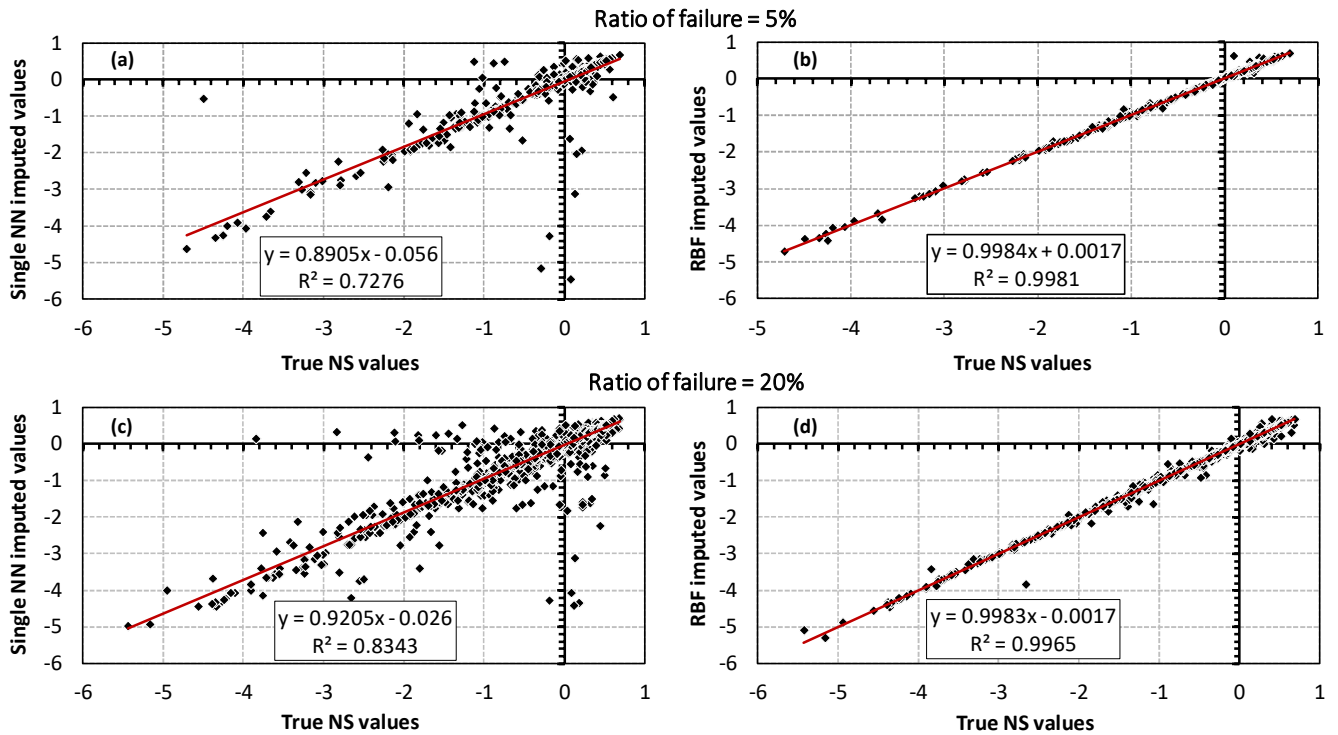 Ratio of failure = 5%
(a)
Single NN imputed values
1
0
-1
-2
-3
-4
-5
-6
y = 0.8905x - 0.056
R² = 0.7276
-6 -5 -4 -3 -2 -1 0 1
True NS values
(b)
RBF imputed values
1
0
-1
-2
-3
-4
-5
-6
y = 0.9984x + 0.0017
R² = 0.9981
-5 -4 -3 -2 -1 0 1
True NS values
Ratio of failure = 20%
(c)
Single NN imputed values
1
0
-1
-2
-3
-4
-5
-6
y = 0.9205x - 0.026
R² = 0.8343
-6 -5 -4 -3 -2 -1 0 1
True NS values
(d)
RBF imputed values
1
0
-1
-2
-3
-4
-5
-6
y = 0.9983x - 0.0017
R² = 0.9965
-6 -5 -4 -3 -2 -1 0 1
True NS values